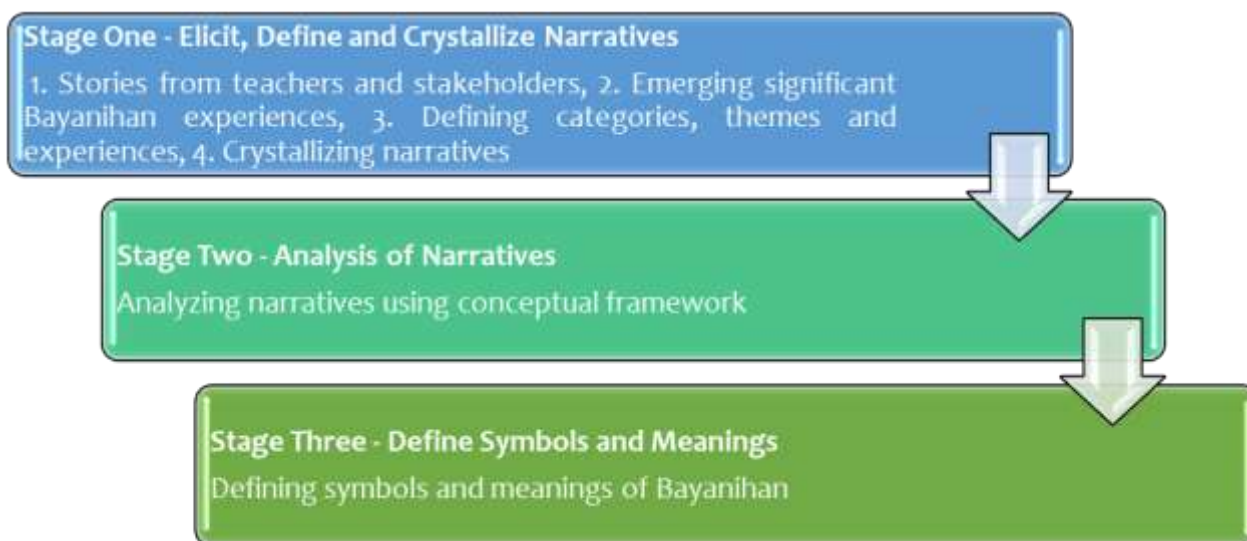 Stage One - Elicit, Define and Crystallize Narratives
1. Stories from teachers and stakeholders, 2. Emerging significant
Bayanihan experiences, 3. Defining categories, themes and
experiences, 4. Crystallizing narratives
Stage Two - Analysis of Narratives
Analyzing narratives using conceptual framework
Stage Three - Define Symbols and Meanings
Defining symbols and meanings of Bayanihan